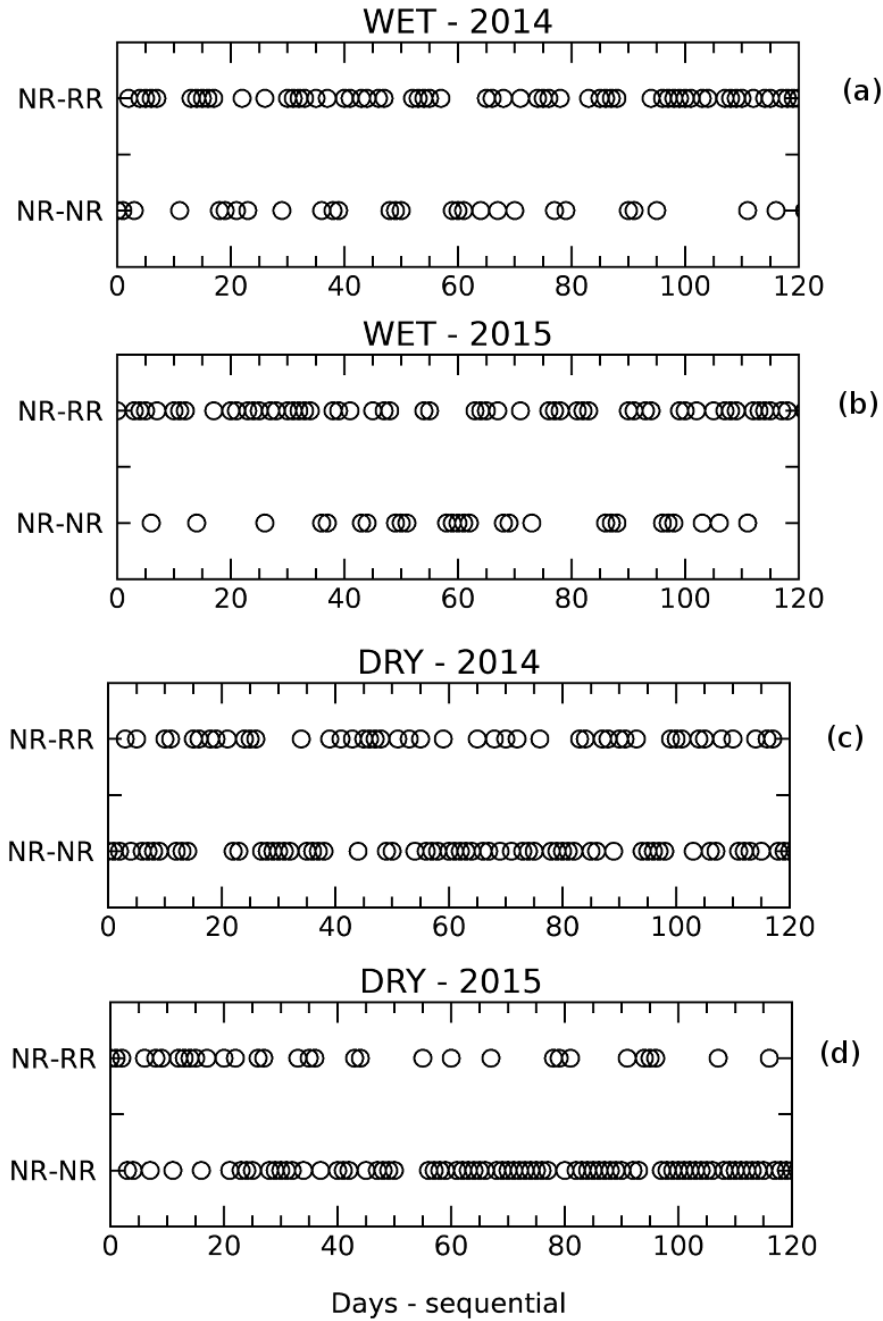 WET - 2014
NR-RR
(a)
NR-NR
0 20 40 60 80 100 120
WET - 2015
NR-RR
(b)
NR-NR
0 20 40 60 80 100 120
DRY - 2014
NR-RR
(c)
NR-NR
0 20 40 60 80 100 120
DRY - 2015
NR-RR
(d)
NR-NR
0 20 40 60 80 100 120
Days - sequential